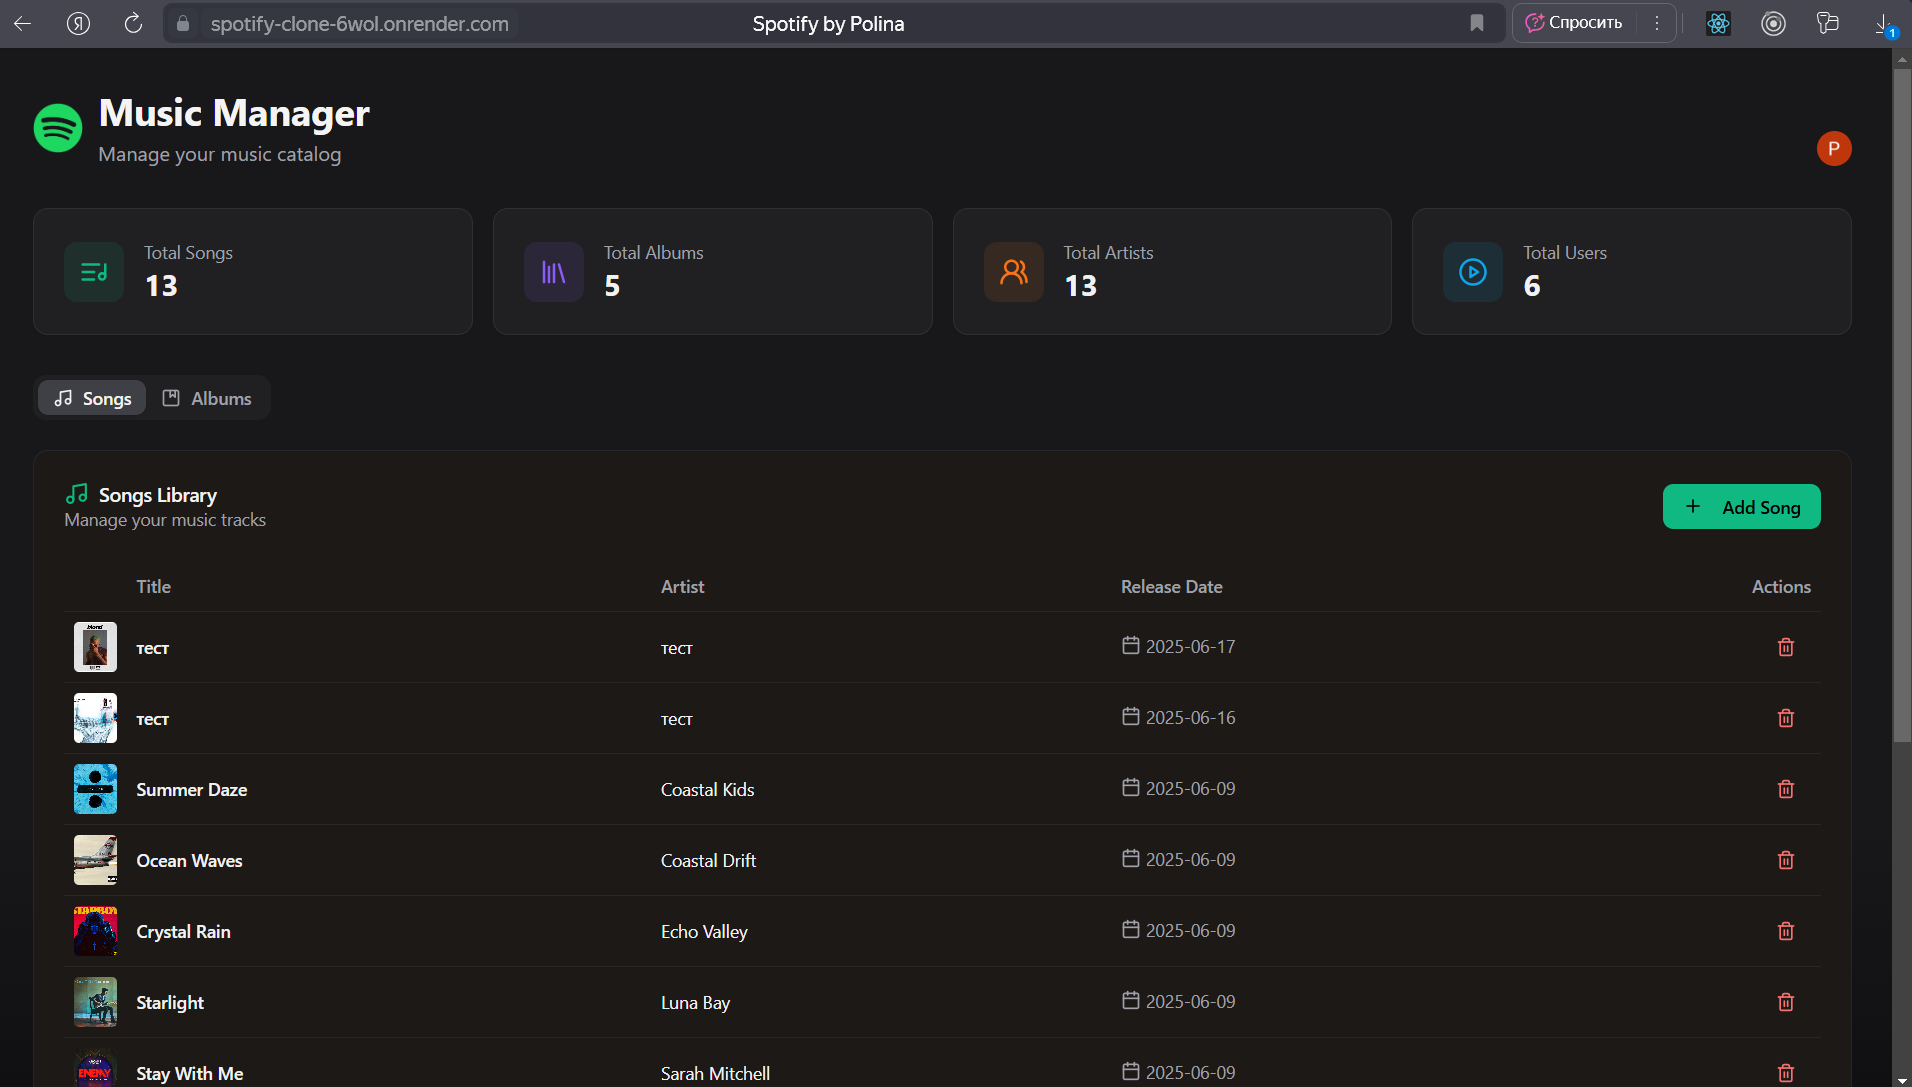 spotify-clone-6wol.onrender.com
Spotify by Polina
Спросить
1
Music Manager
Manage your music catalog
P
Total Songs
13
Total Albums
5
Total Artists
13
Total Users
6
Songs
Albums
Songs Library
Manage your music tracks
Add Song
Title Artist Release Date Actions
тест тест 2025-06-17
тест тест 2025-06-16
Summer Daze Coastal Kids 2025-06-09
Ocean Waves Coastal Drift 2025-06-09
Crystal Rain Echo Valley 2025-06-09
Starlight Luna Bay 2025-06-09
Stay With Me Sarah Mitchell 2025-06-09
blond
STARBOY
ENEMY